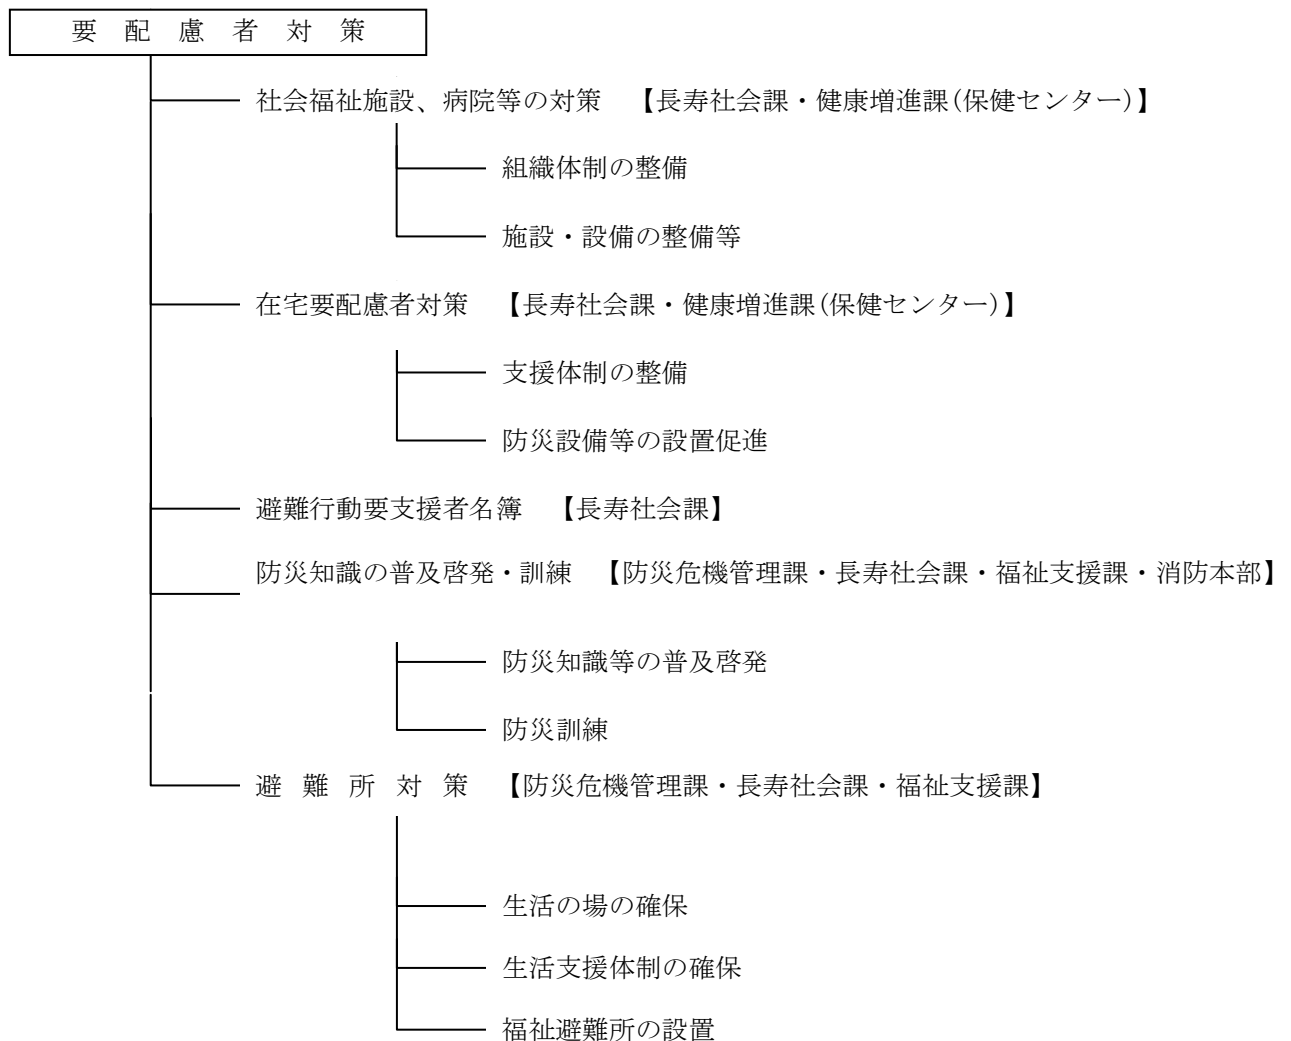 要配慮者対策
社会福祉施設、病院等の対策　【長寿社会課・健康増進課(保健センター)】
組織体制の整備
施設・設備の整備等
在宅要配慮者対策　【長寿社会課・健康増進課(保健センター)】
支援体制の整備
防災設備等の設置促進
避難行動要支援者名簿　【長寿社会課】
防災知識の普及啓発・訓練　【防災危機管理課・長寿社会課・福祉支援課・消防本部】
防災知識等の普及啓発
防災訓練
避難所対策　【防災危機管理課・長寿社会課・福祉支援課】
生活の場の確保
生活支援体制の確保
福祉避難所の設置